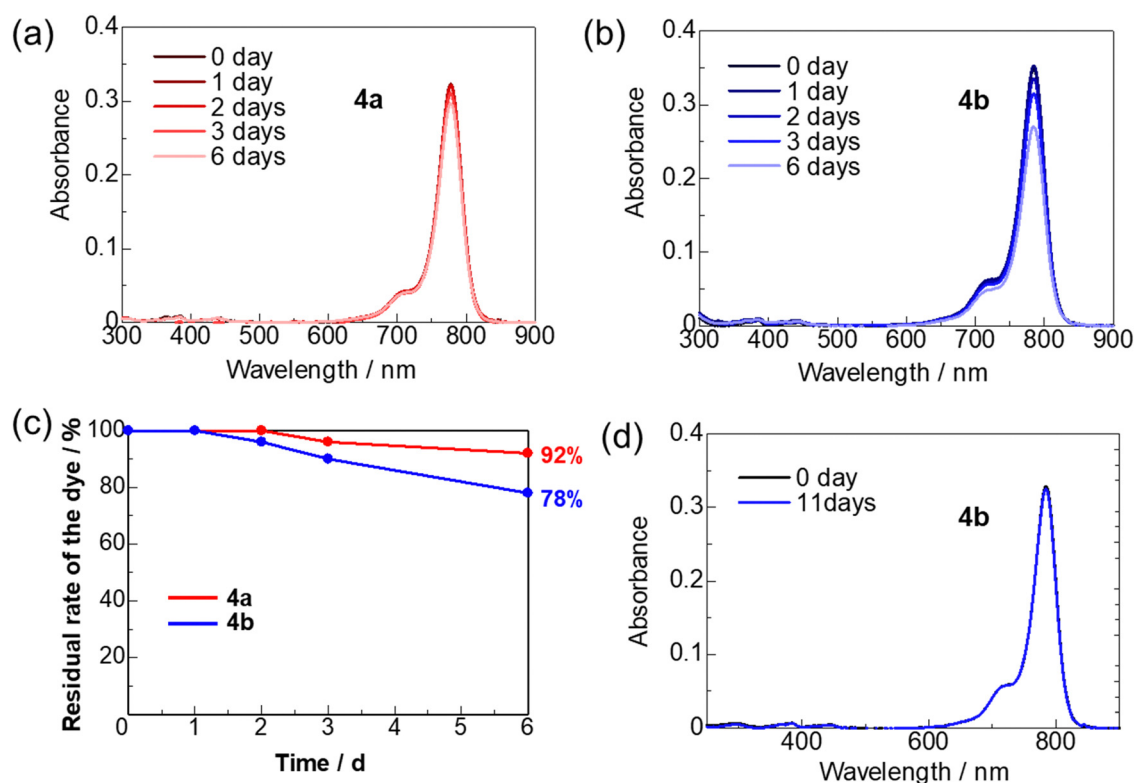 (a)
0.4
0.3
0.2
0.1
0
Absorbance
0 day
1 day
2 days
3 days
6 days
4a
300 400 500 600 700 800 900
Wavelength / nm
(b)
0.4
0.3
0.2
0.1
0
Absorbance
0 day
1 day
2 days
3 days
6 days
4b
300 400 500 600 700 800 900
Wavelength / nm
(c)
100
80
60
40
20
Residual rate of the dye / %
92%
78%
4a
4b
0 1 2 3 4 5 6
Time / d
(d)
0.4
0.3
0.2
0.1
0
Absorbance
0 day
11days
4b
400 600 800
Wavelength / nm